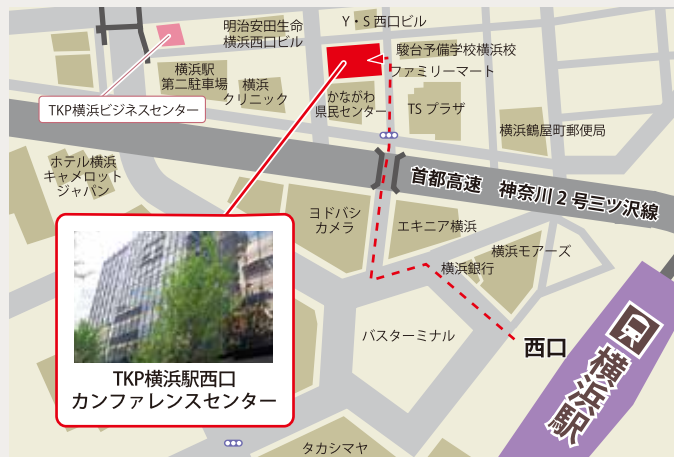 明治安田生命
横浜西口ビル
Y・S 西口ビル
駿台予備学校横浜校
ファミリーマート
横浜駅
第二駐車場
横浜
クリニック
かながわ
県民センター
TS プラザ
TKP横浜ビジネスセンター
横浜鶴屋町郵便局
ホテル横浜
キャメロット
ジャパン
首都高速 神奈川2号三ツ沢線
ヨドバシ
カメラ
エキニア横浜
横浜モアーズ
横浜銀行
バスターミナル
西口
横浜駅
TKP横浜駅西口
カンファレンスセンター
タカシマヤ